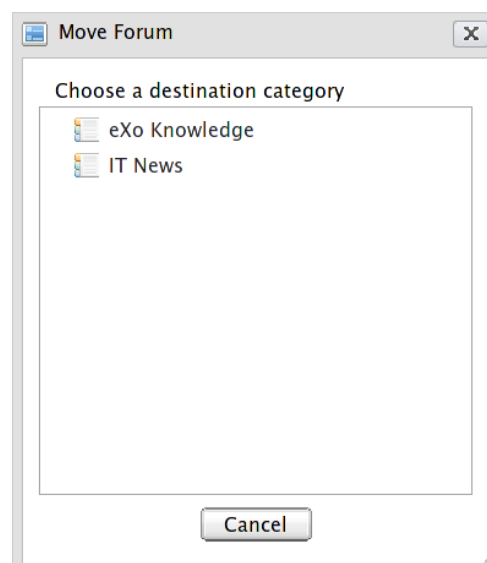 Move Forum
Choose a destination category
eXo Knowledge
IT News
Cancel